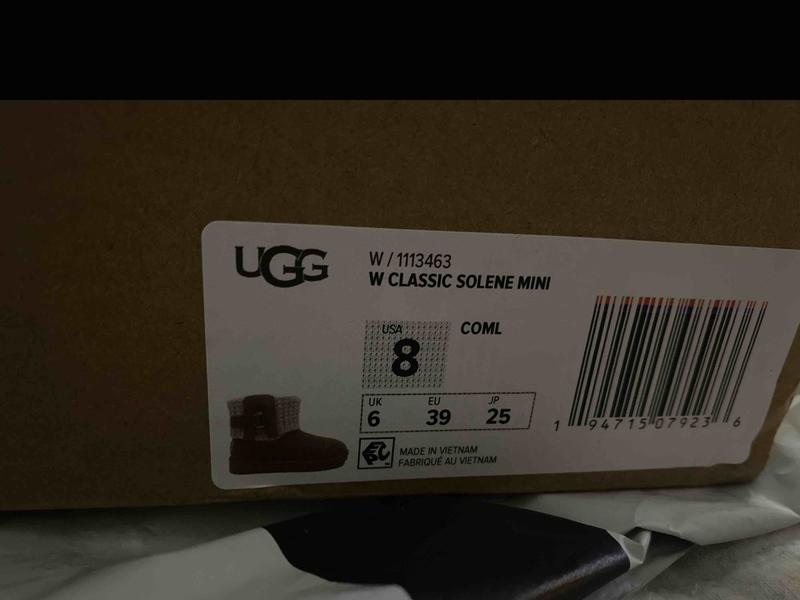 UGG
W / 1113463
W CLASSIC SOLENE MINI
USA
8
COML
UK EU JP
6 39 25
1 94715 07923 6
EPC
MADE IN VIETNAM
FABRIQUÉ AU VIETNAM